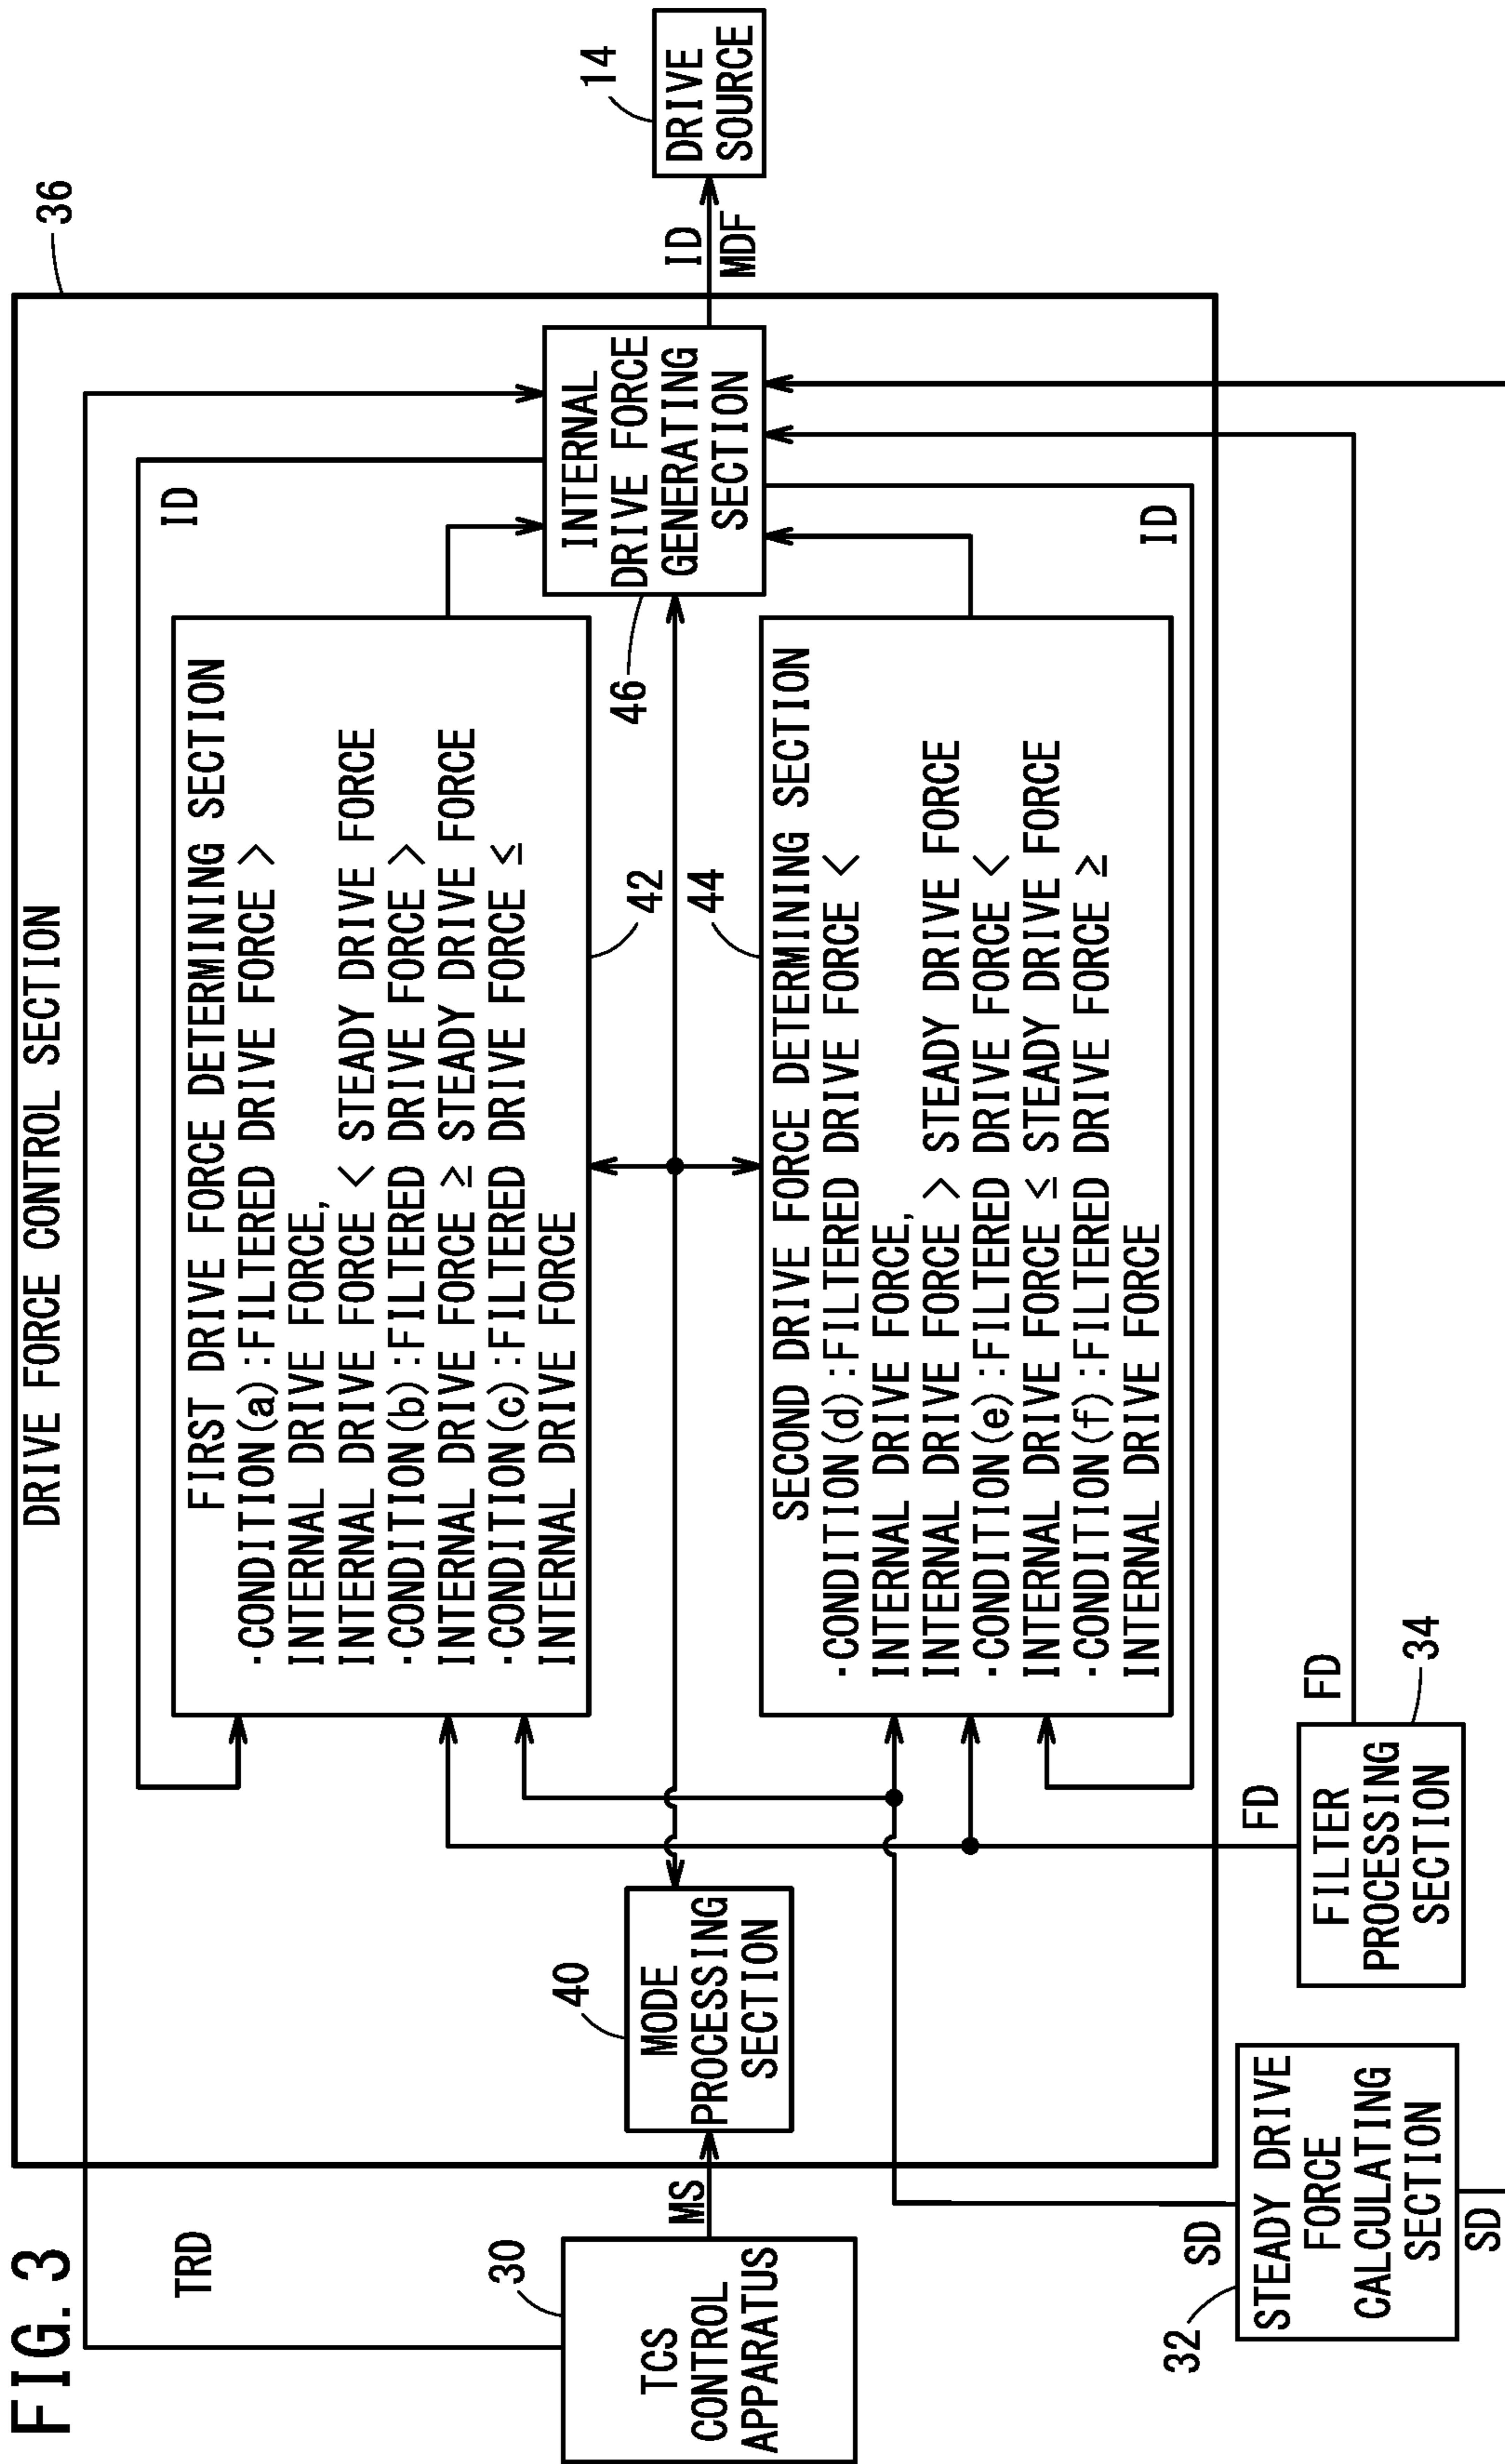 FIG. 3
DRIVE FORCE CONTROL SECTION
36
TRD
ID
FIRST DRIVE FORCE DETERMINING SECTION
·CONDITION(a):FILTERED DRIVE FORCE >
INTERNAL DRIVE FORCE,
INTERNAL DRIVE FORCE < STEADY DRIVE FORCE
·CONDITION(b):FILTERED DRIVE FORCE >
INTERNAL DRIVE FORCE ≥ STEADY DRIVE FORCE
·CONDITION(c):FILTERED DRIVE FORCE ≤
INTERNAL DRIVE FORCE
42
30
TCS
CONTROL
APPARATUS
MS
40
MODE
PROCESSING
SECTION
46
INTERNAL
DRIVE FORCE
GENERATING
SECTION
ID
MDF
14
DRIVE
SOURCE
44
SECOND DRIVE FORCE DETERMINING SECTION
·CONDITION(d):FILTERED DRIVE FORCE <
INTERNAL DRIVE FORCE,
INTERNAL DRIVE FORCE > STEADY DRIVE FORCE
·CONDITION(e):FILTERED DRIVE FORCE <
INTERNAL DRIVE FORCE ≤ STEADY DRIVE FORCE
·CONDITION(f):FILTERED DRIVE FORCE ≥
INTERNAL DRIVE FORCE
ID
32
SD
STEADY DRIVE
FORCE
CALCULATING
SECTION
SD
FD
FD
FILTER
PROCESSING
SECTION
34